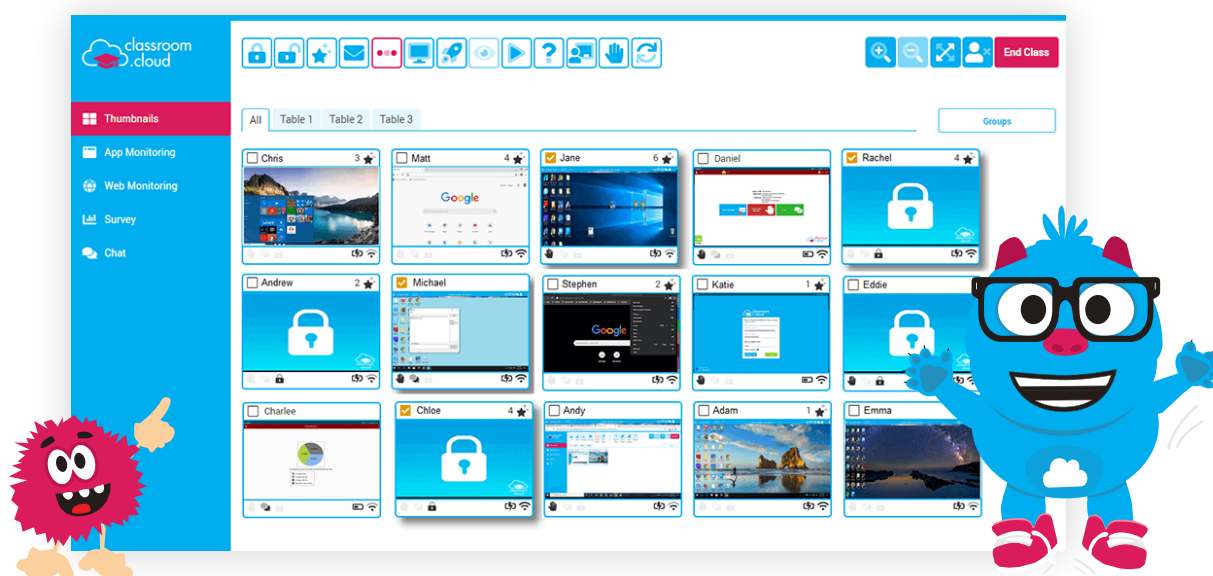 classroom
.cloud
End Class
Thumbnails
App Monitoring
Web Monitoring
Survey
Chat
All Table 1 Table 2 Table 3
Groups
Chris 3
Matt 4
Jane 6
Daniel
Rachel 4
Google
Andrew 2
Michael
Stephen 2
Katie 1
Eddie
Google
Charlee
Chloe 4
Andy
Adam 1
Emma